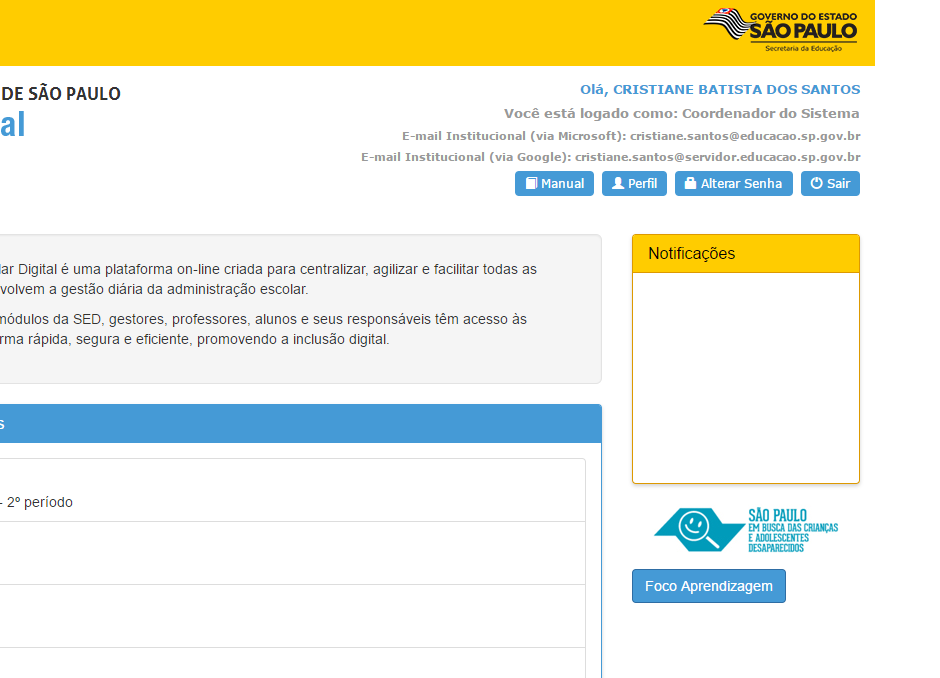 GOVERNO DO ESTADO
SÃO PAULO
Secretaria da Educação
DE SÃO PAULO
al
Olá, CRISTIANE BATISTA DOS SANTOS
Você está logado como: Coordenador do Sistema
E-mail Institucional (via Microsoft): cristiane.santos@educacao.sp.gov.br
E-mail Institucional (via Google): cristiane.santos@servidor.educacao.sp.gov.br
Manual Perfil Alterar Senha Sair
lar Digital é uma plataforma on-line criada para centralizar, agilizar e facilitar todas as
volvem a gestão diária da administração escolar.
módulos da SED, gestores, professores, alunos e seus responsáveis têm acesso às
rma rápida, segura e eficiente, promovendo a inclusão digital.
Notificações
s
- 2º período
SÃO PAULO
EM BUSCA DAS CRIANÇAS
E ADOLESCENTES
DESAPARECIDOS
Foco Aprendizagem